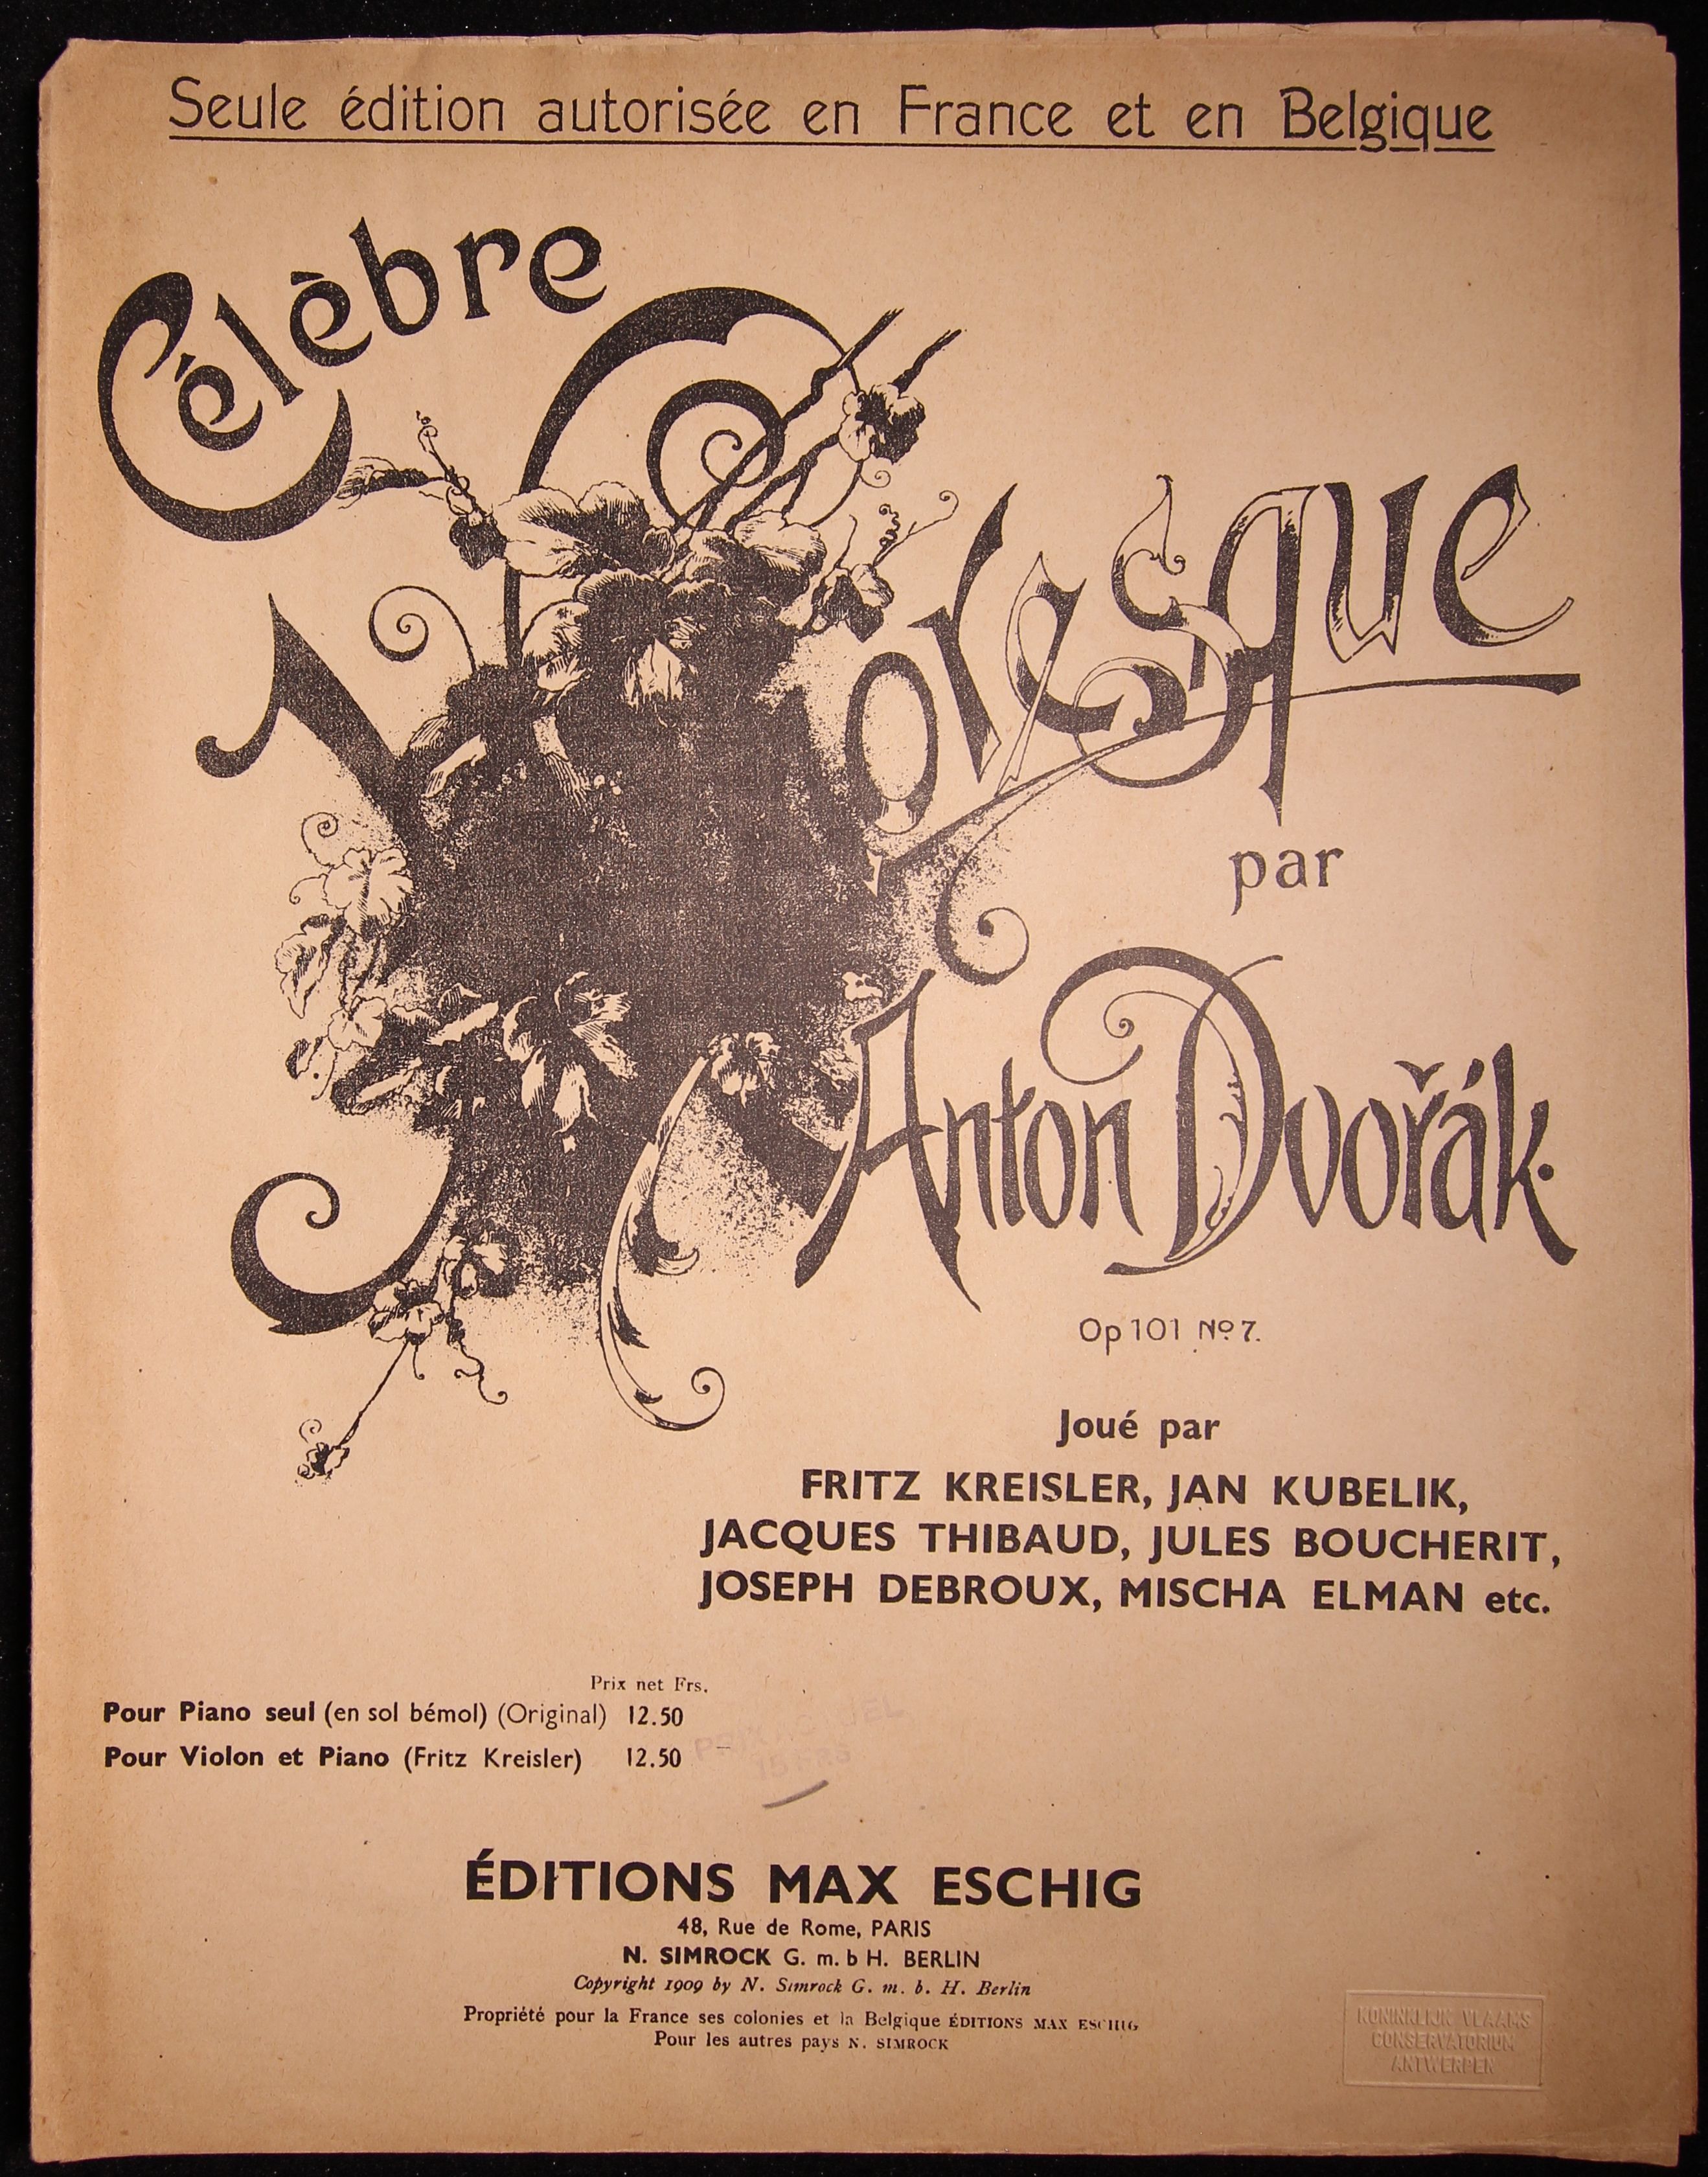 Seule édition autorisée en France et en Belgique
Célèbre
Humoresque
par
Anton Dvořák.
Op 101 No 7.
Joué par
FRITZ KREISLER, JAN KUBELIK,
JACQUES THIBAUD, JULES BOUCHERIT,
JOSEPH DEBROUX, MISCHA ELMAN etc.
Prix net Frs.
Pour Piano seul (en sol bémol) (Original) 12.50
Pour Violon et Piano (Fritz Kreisler) 12.50
ÉDITIONS MAX ESCHIG
48, Rue de Rome, PARIS
N. SIMROCK G. m. b H. BERLIN
Copyright 1909 by N. Simrock G. m. b. H. Berlin
Propriété pour la France ses colonies et la Belgique ÉDITIONS MAX ESCHIG
Pour les autres pays N. SIMROCK
KONINKLIJK VLAAMS
CONSERVATORIUM
ANTWERPEN